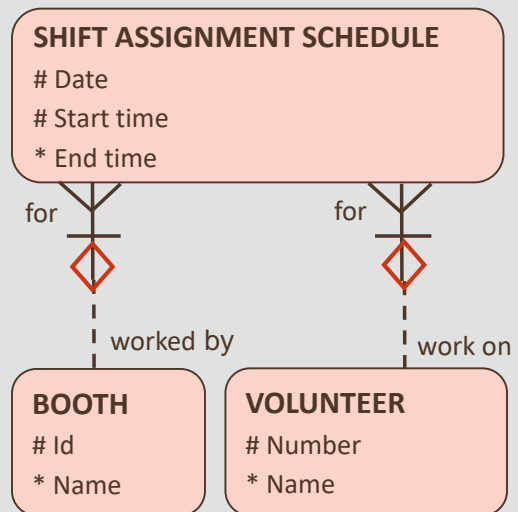 SHIFT ASSIGNMENT SCHEDULE
# Date
# Start time
* End time
for
for
worked by
work on
BOOTH
# Id
* Name
VOLUNTEER
# Number
* Name